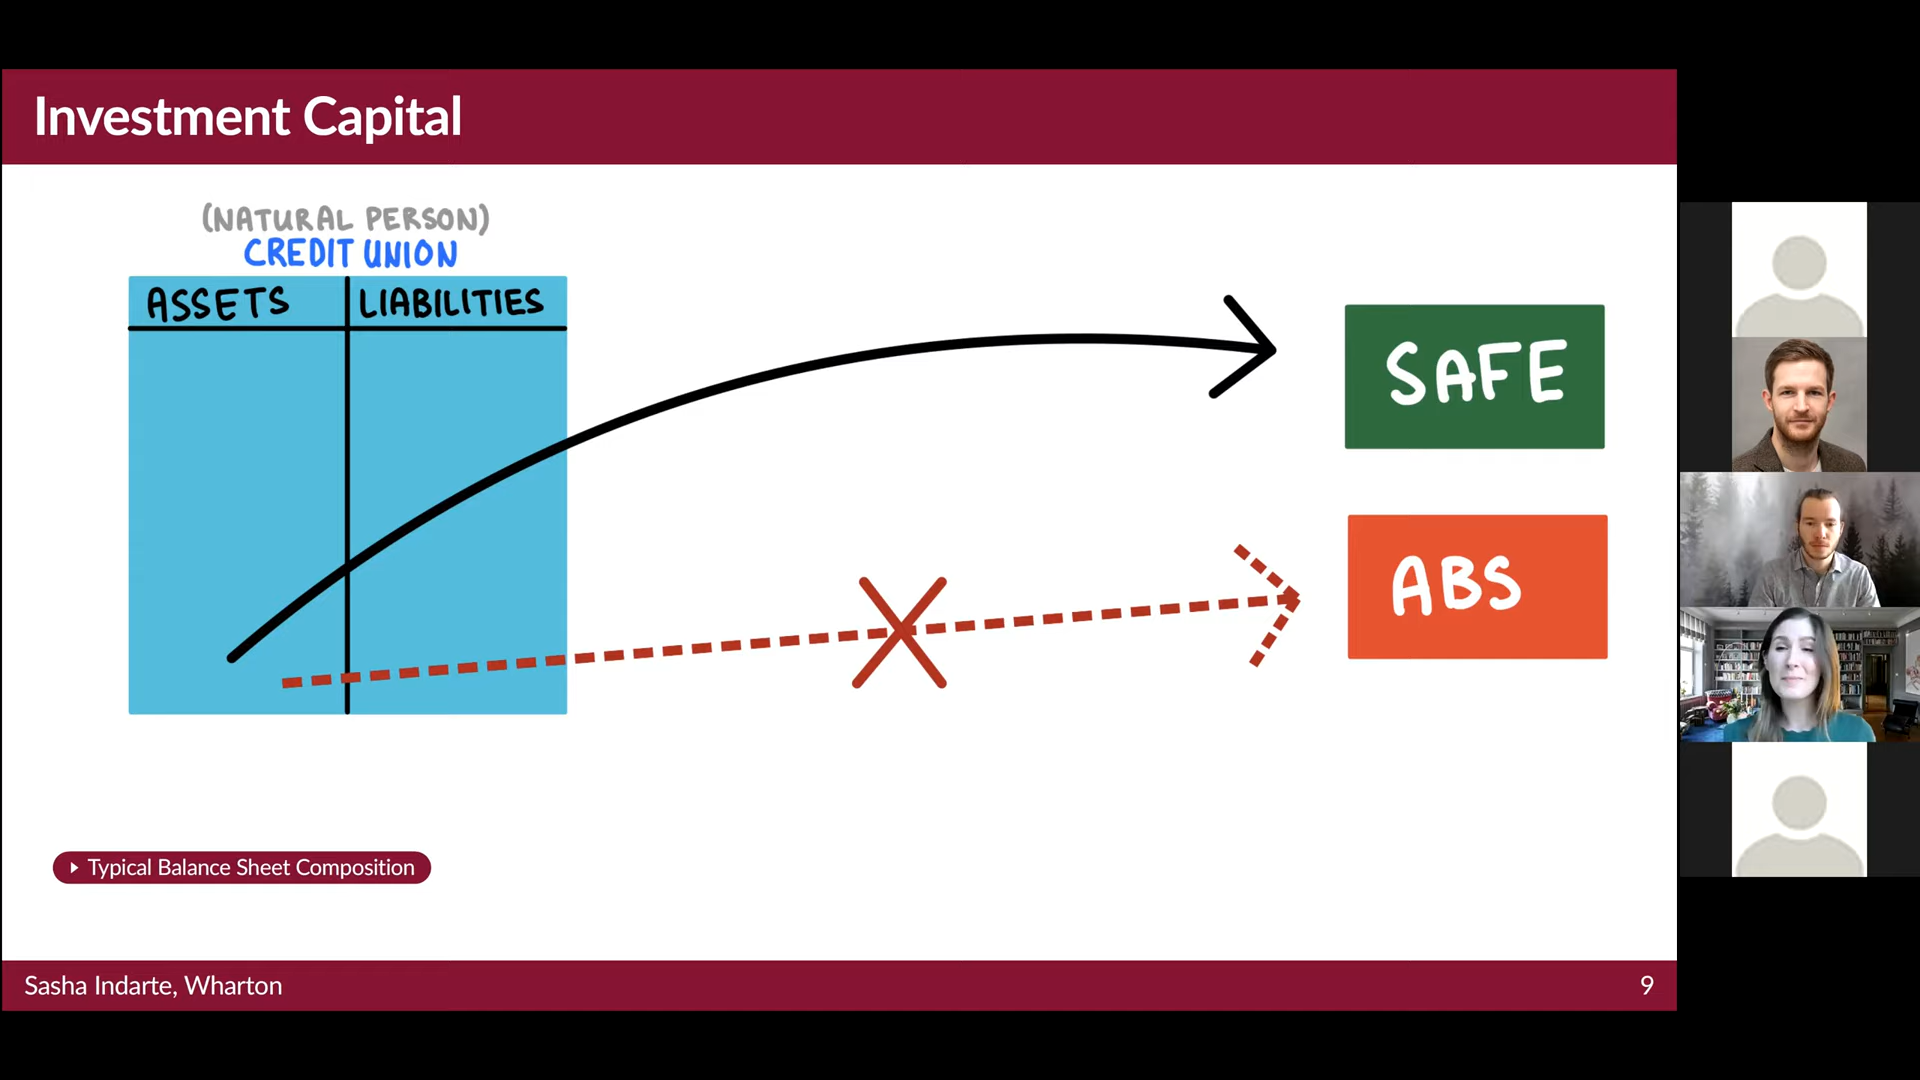 Investment Capital
(NATURAL PERSON)
CREDIT UNION
ASSETS LIABILITIES
SAFE
ABS
Typical Balance Sheet Composition
Sasha Indarte, Wharton 9